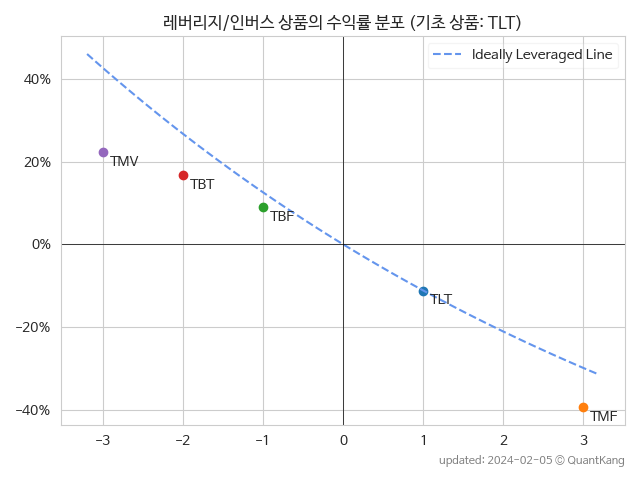 레버리지/인버스 상품의 수익률 분포 (기초 상품: TLT)
Ideally Leveraged Line
40%
20%
0%
−20%
−40%
TMV
TBT
TBF
TLT
TMF
−3 −2 −1 0 1 2 3
updated: 2024-02-05 © QuantKang